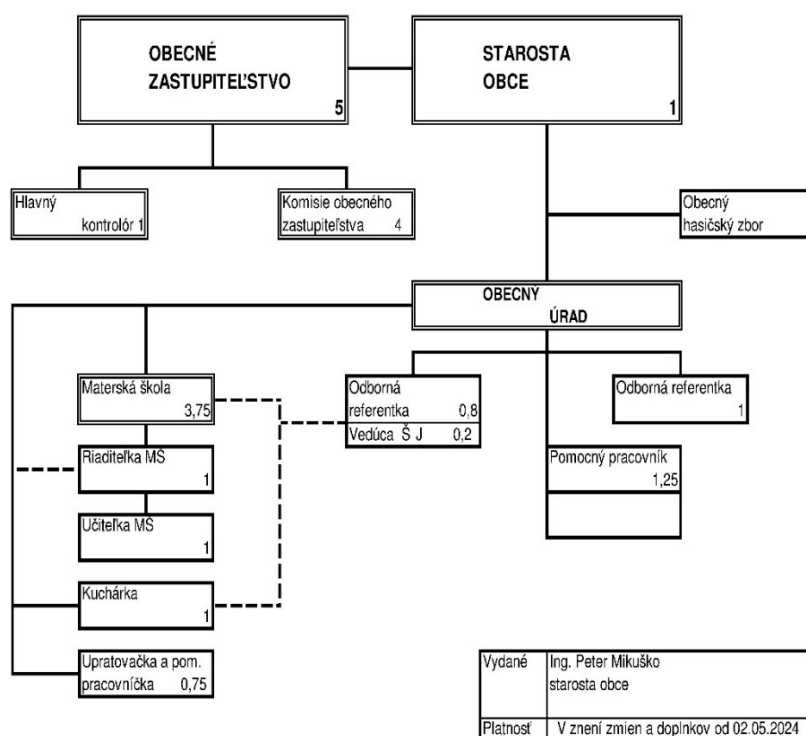 OBECNÉ
ZASTUPITEĽSTVO
5
STAROSTA
OBCE
1
Hlavný
kontrolór 1
Komisie obecného
zastupiteľstva 4
Obecný
hasičský zbor
OBECNÝ
ÚRAD
Materská škola
3,75
Odborná
referentka 0,8
Vedúca Š J 0,2
Odborná referentka
1
Riaditeľka MŠ
1
Pomocný pracovník
1,25
Učiteľka MŠ
1
Kuchárka
1
Upratovačka a pom.
pracovníčka 0,75
Vydané Ing. Peter Mikuško
starosta obce
Platnosť V znení zmien a doplnkov od 02.05.2024